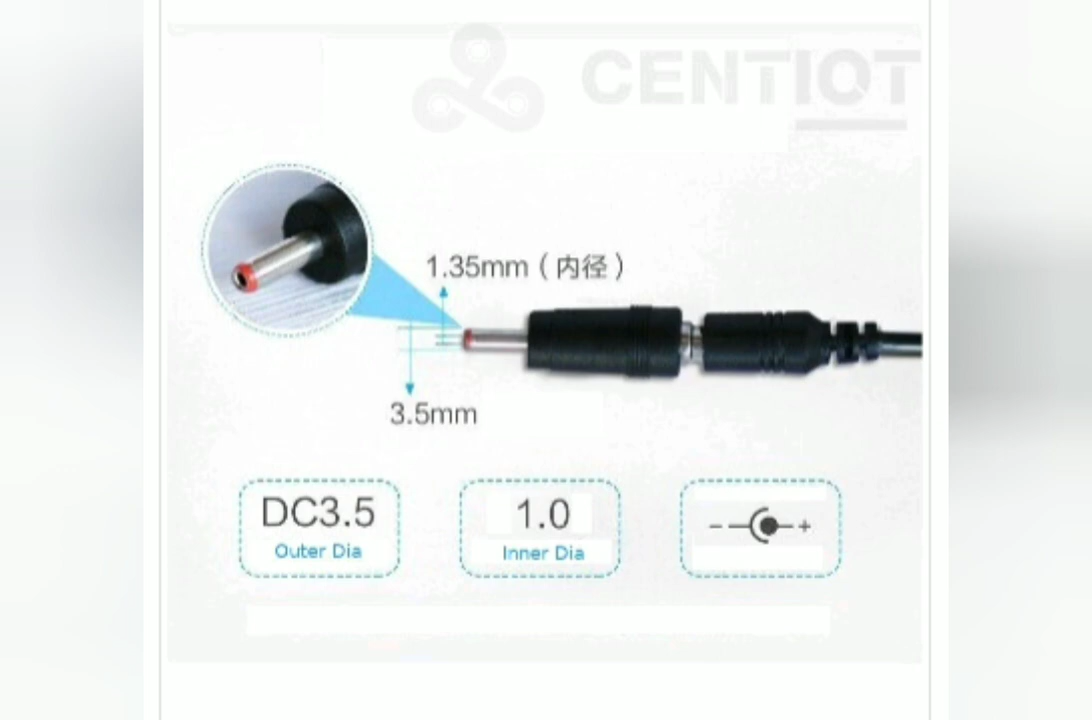 CENTIOT
1.35mm（内径）
3.5mm
DC3.5
Outer Dia
1.0
Inner Dia
- +